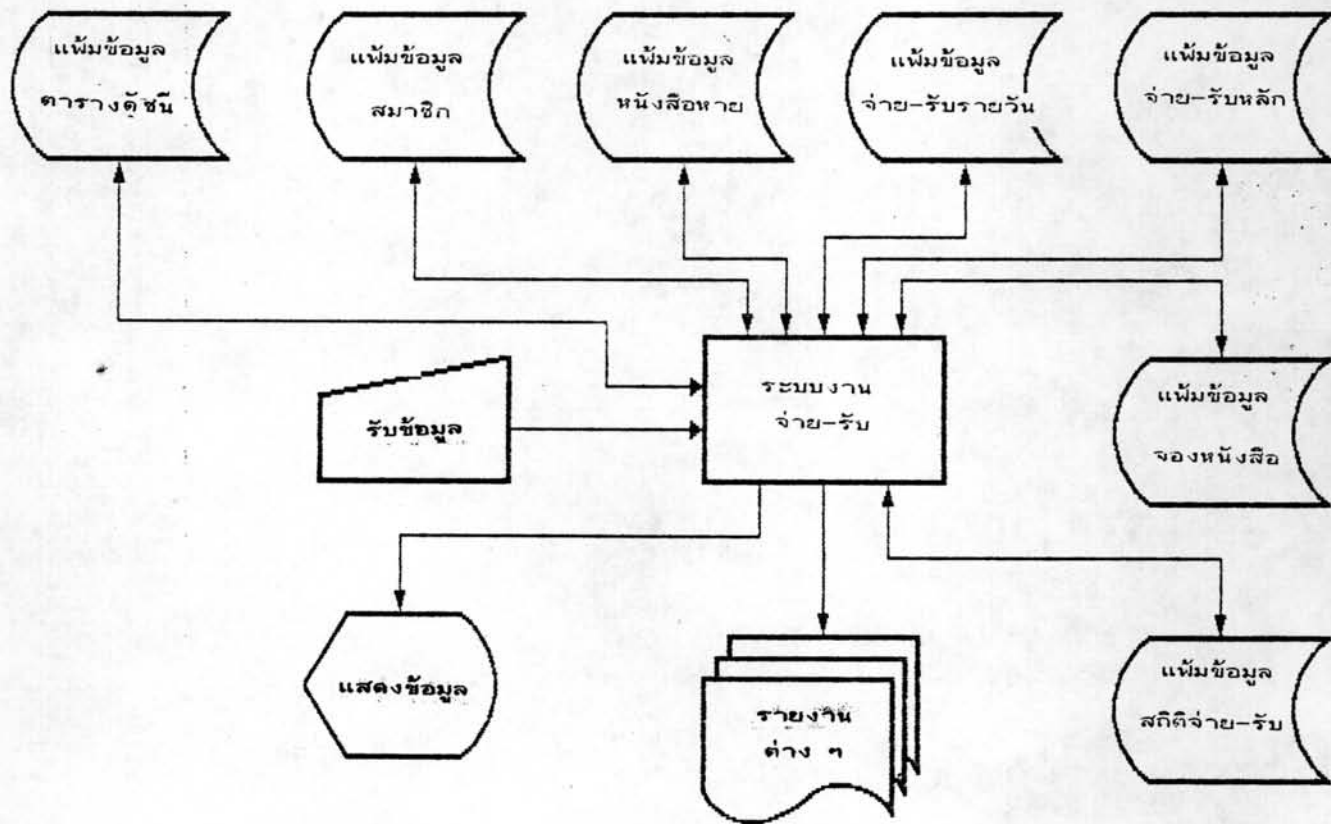 แฟ้มข้อมูล
ตารางดัชนี
แฟ้มข้อมูล
สมาชิก
แฟ้มข้อมูล
หนังสือหาย
แฟ้มข้อมูล
จ่าย-รับรายวัน
แฟ้มข้อมูล
จ่าย-รับหลัก
รับข้อมูล
ระบบงาน
จ่าย-รับ
แฟ้มข้อมูล
จองหนังสือ
แสดงข้อมูล
รายงาน
ต่าง ๆ
แฟ้มข้อมูล
สถิติจ่าย-รับ